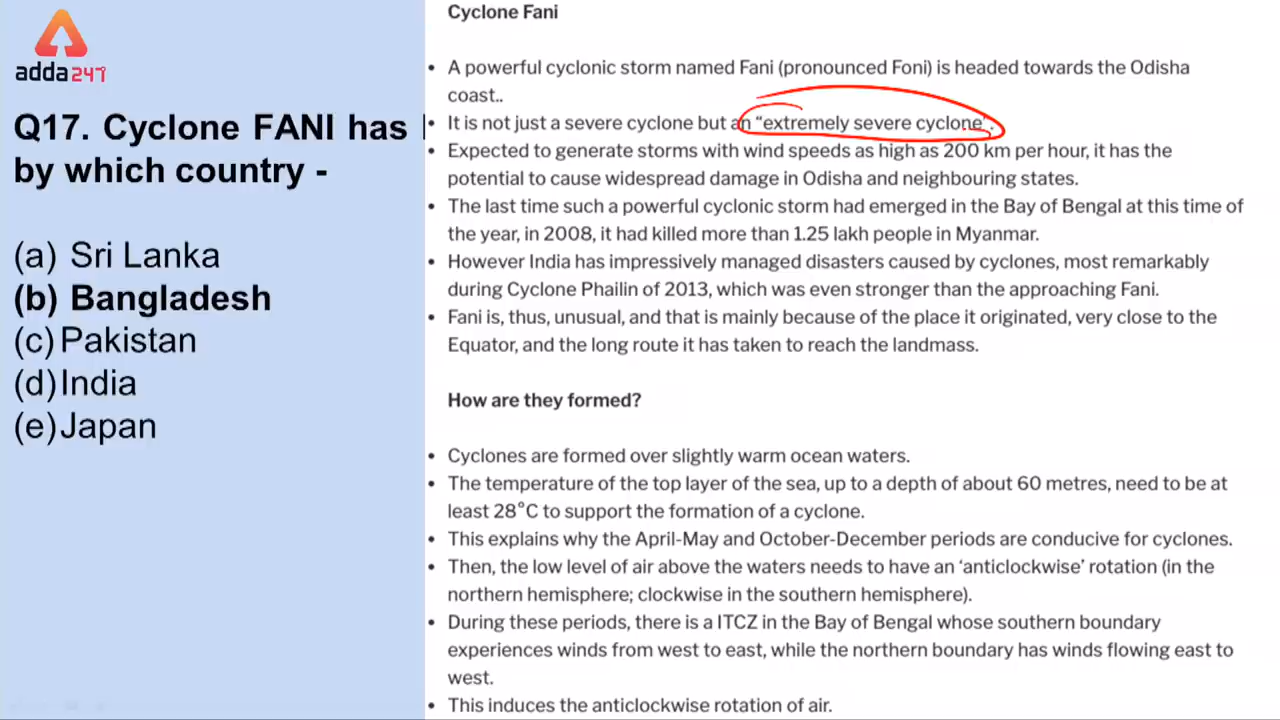 adda247
Q17. Cyclone FANI has
by which country -
(a) Sri Lanka
(b) Bangladesh
(c) Pakistan
(d) India
(e) Japan
Cyclone Fani
• A powerful cyclonic storm named Fani (pronounced Foni) is headed towards the Odisha
coast..
• It is not just a severe cyclone but an “extremely severe cyclone”.
• Expected to generate storms with wind speeds as high as 200 km per hour, it has the
potential to cause widespread damage in Odisha and neighbouring states.
• The last time such a powerful cyclonic storm had emerged in the Bay of Bengal at this time of
the year, in 2008, it had killed more than 1.25 lakh people in Myanmar.
• However India has impressively managed disasters caused by cyclones, most remarkably
during Cyclone Phailin of 2013, which was even stronger than the approaching Fani.
• Fani is, thus, unusual, and that is mainly because of the place it originated, very close to the
Equator, and the long route it has taken to reach the landmass.
How are they formed?
• Cyclones are formed over slightly warm ocean waters.
• The temperature of the top layer of the sea, up to a depth of about 60 metres, need to be at
least 28°C to support the formation of a cyclone.
• This explains why the April-May and October-December periods are conducive for cyclones.
• Then, the low level of air above the waters needs to have an ‘anticlockwise’ rotation (in the
northern hemisphere; clockwise in the southern hemisphere).
• During these periods, there is a ITCZ in the Bay of Bengal whose southern boundary
experiences winds from west to east, while the northern boundary has winds flowing east to
west.
• This induces the anticlockwise rotation of air.